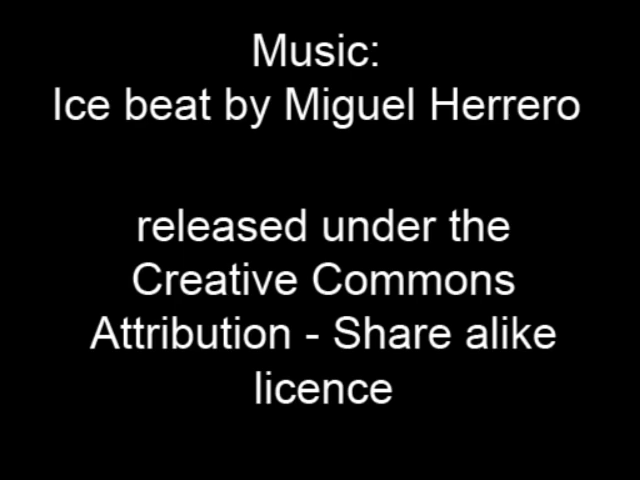 Music:
Ice beat by Miguel Herrero
released under the
Creative Commons
Attribution - Share alike
licence